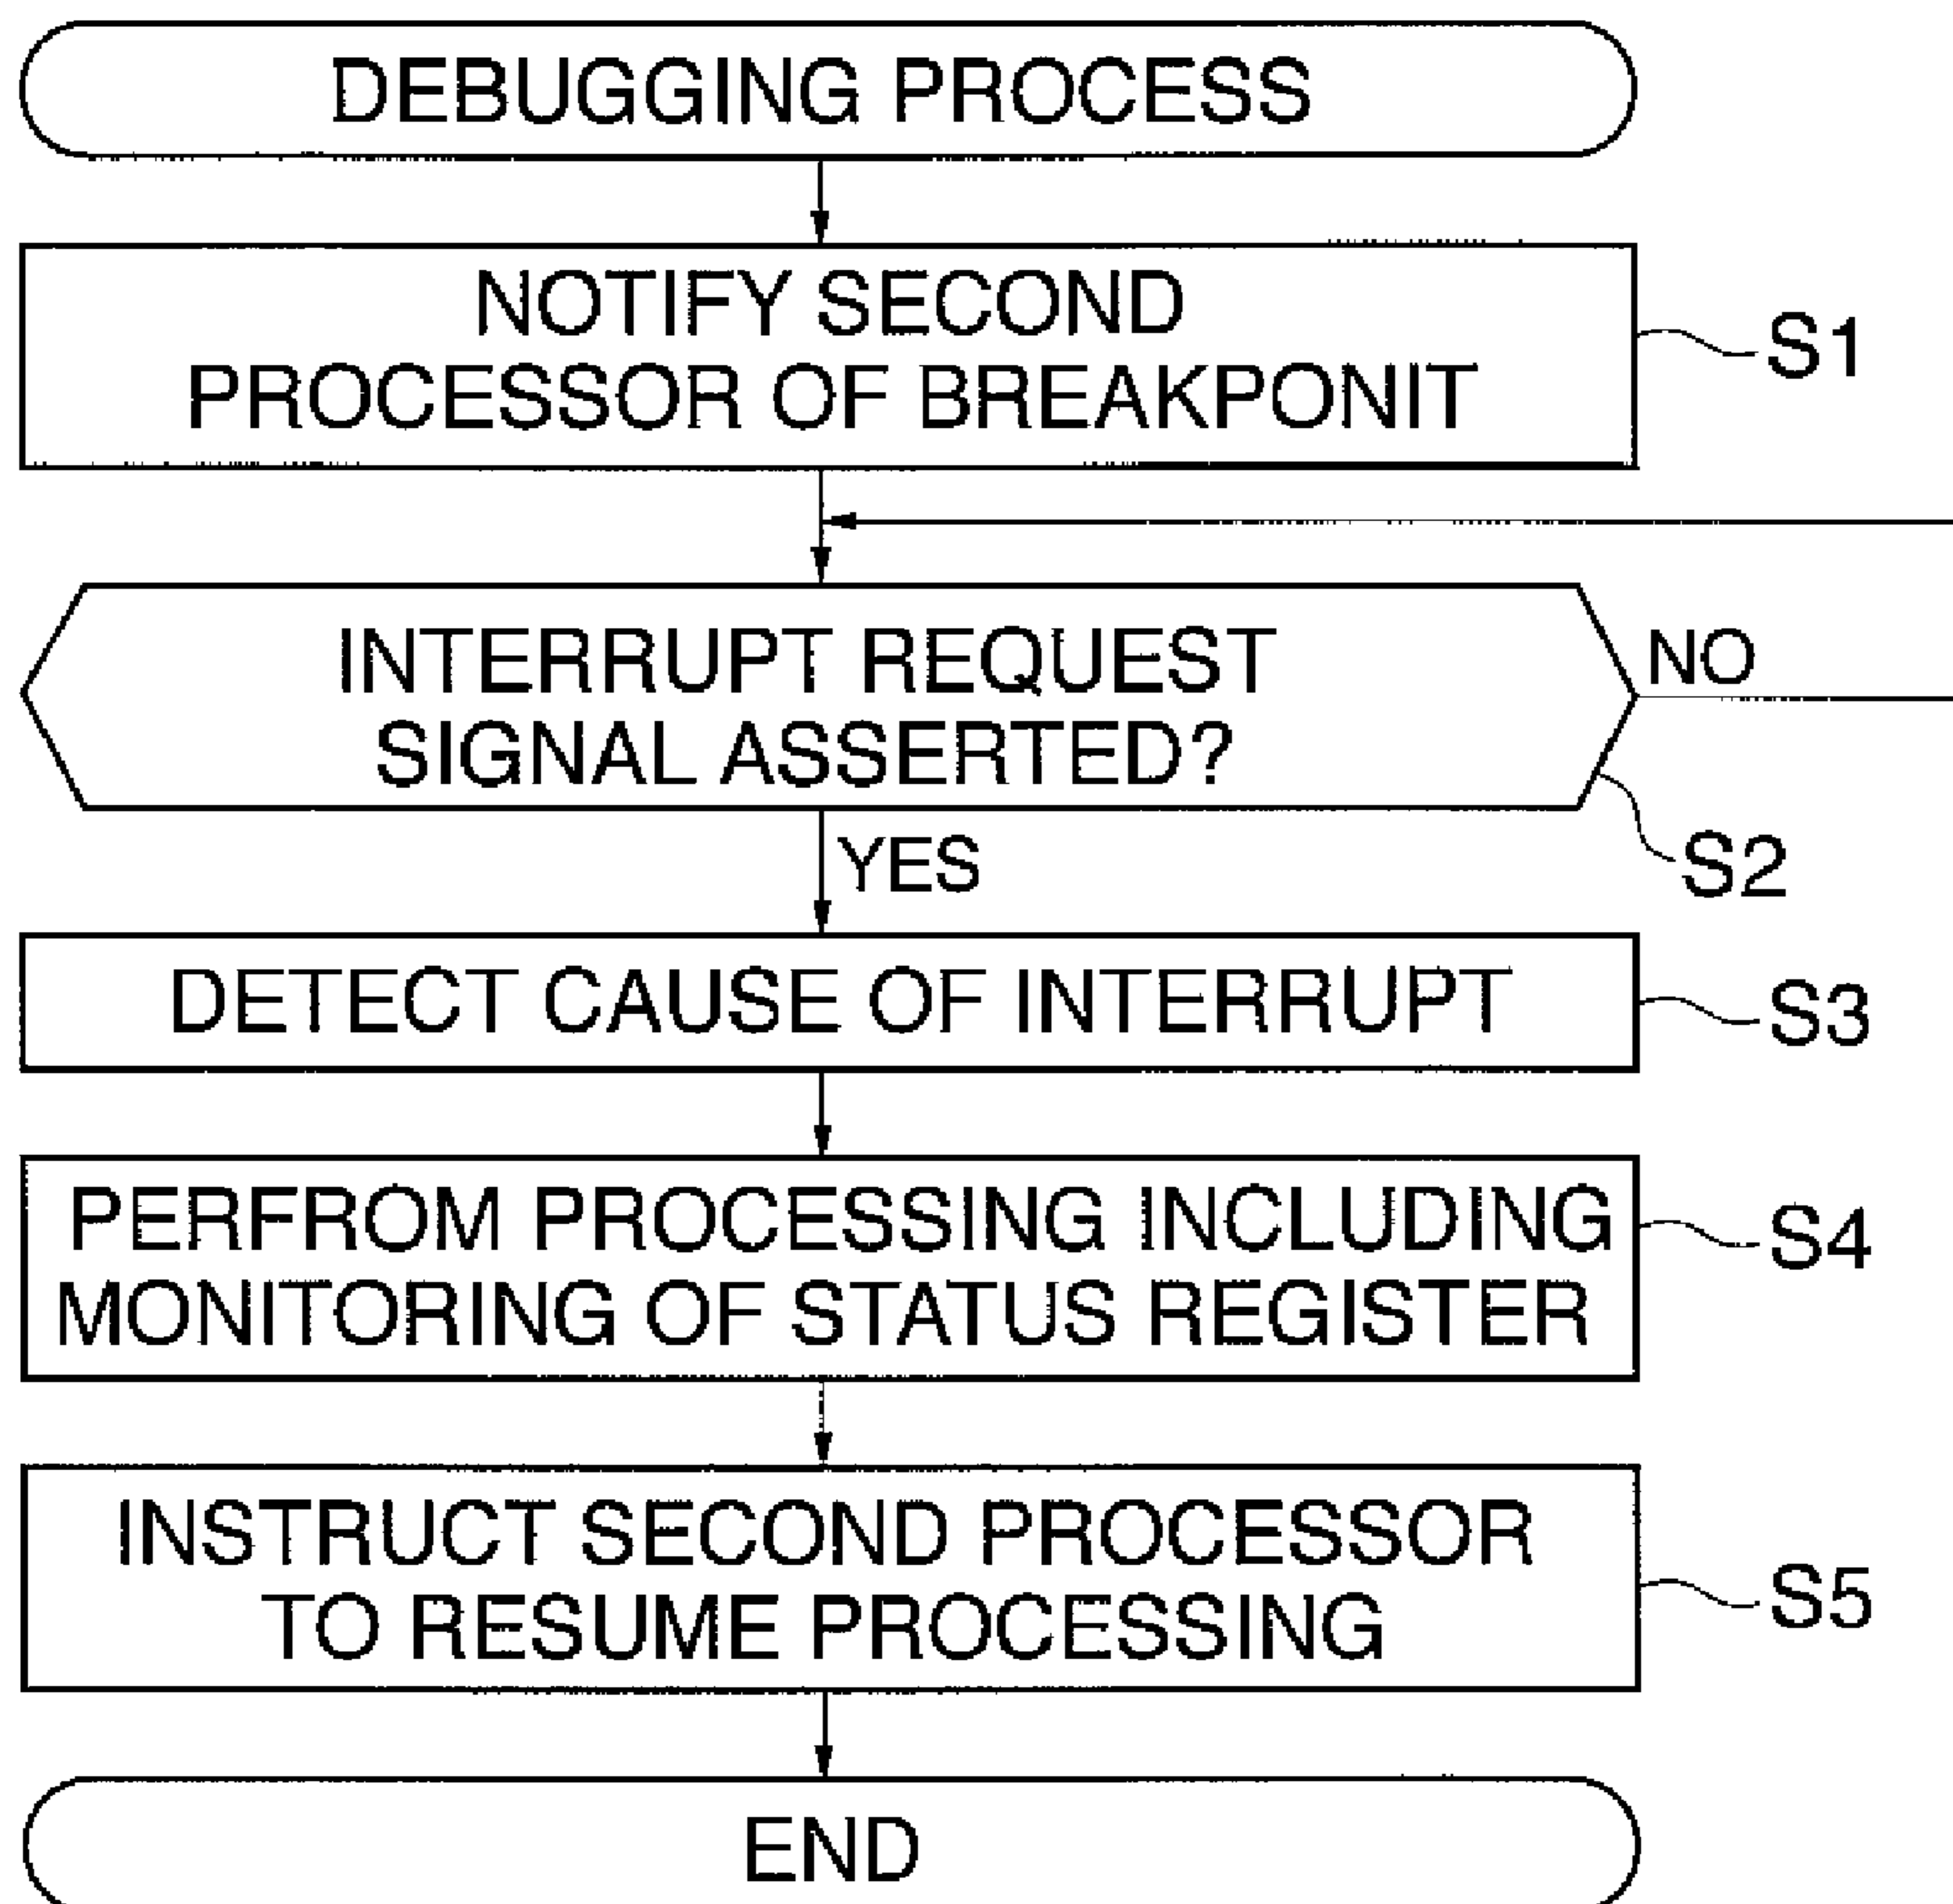 DEBUGGING PROCESS
NOTIFY SECOND
PROCESSOR OF BREAKPONIT
S1
INTERRUPT REQUEST
SIGNAL ASSERTED?
NO
S2
YES
DETECT CAUSE OF INTERRUPT
S3
PERFROM PROCESSING INCLUDING
MONITORING OF STATUS REGISTER
S4
INSTRUCT SECOND PROCESSOR
TO RESUME PROCESSING
S5
END